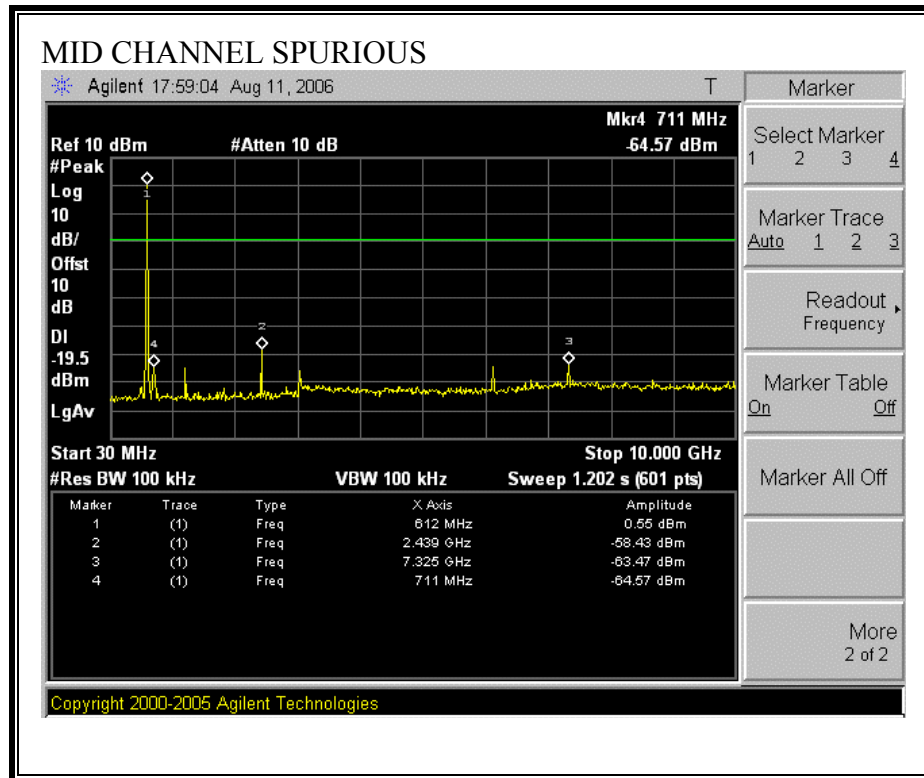 MID CHANNEL SPURIOUS
Agilent 17:59:04 Aug 11, 2006 T
Mkr4 711 MHz
Ref 10 dBm #Atten 10 dB -64.57 dBm
#Peak
Log
10
dB/
Offst
10
dB
DI
-19.5
dBm
LgAv
1
2
3
4
Start 30 MHz Stop 10.000 GHz
#Res BW 100 kHz VBW 100 kHz Sweep 1.202 s (601 pts)
Marker Trace Type X Axis Amplitude
1 (1) Freq 612 MHz 0.55 dBm
2 (1) Freq 2.439 GHz -58.43 dBm
3 (1) Freq 7.325 GHz -63.47 dBm
4 (1) Freq 711 MHz -64.57 dBm
Copyright 2000-2005 Agilent Technologies
Marker
Select Marker
1 2 3 4
Marker Trace
Auto 1 2 3
Readout
Frequency
Marker Table
On Off
Marker All Off
More
2 of 2